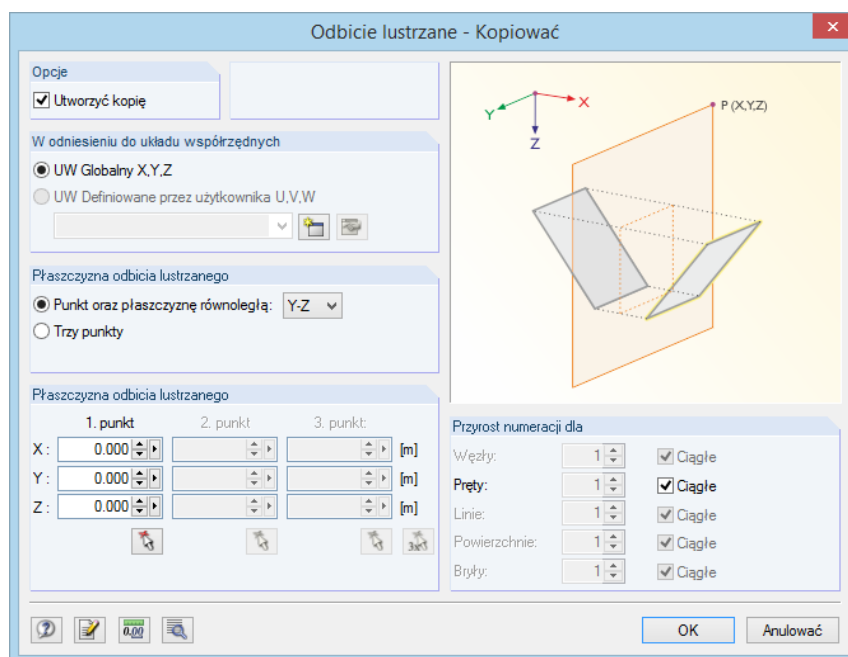 Odbicie lustrzane - Kopiować
Opcje
Utworzyć kopię
W odniesieniu do układu współrzędnych
UW Globalny X,Y,Z
UW Definiowane przez użytkownika U,V,W
Płaszczyzna odbicia lustrzanego
Punkt oraz płaszczyznę równoległą: Y-Z
Trzy punkty
Płaszczyzna odbicia lustrzanego
1. punkt 2. punkt 3. punkt:
X : 0.000 [m]
Y : 0.000 [m]
Z : 0.000 [m]
3x
X
Y
Z
P (X,Y,Z)
Przyrost numeracji dla
Węzły: 1 Ciągłe
Pręty: 1 Ciągłe
Linie: 1 Ciągłe
Powierzchnie: 1 Ciągłe
Bryły: 1 Ciągłe
0.00
OK Anulować